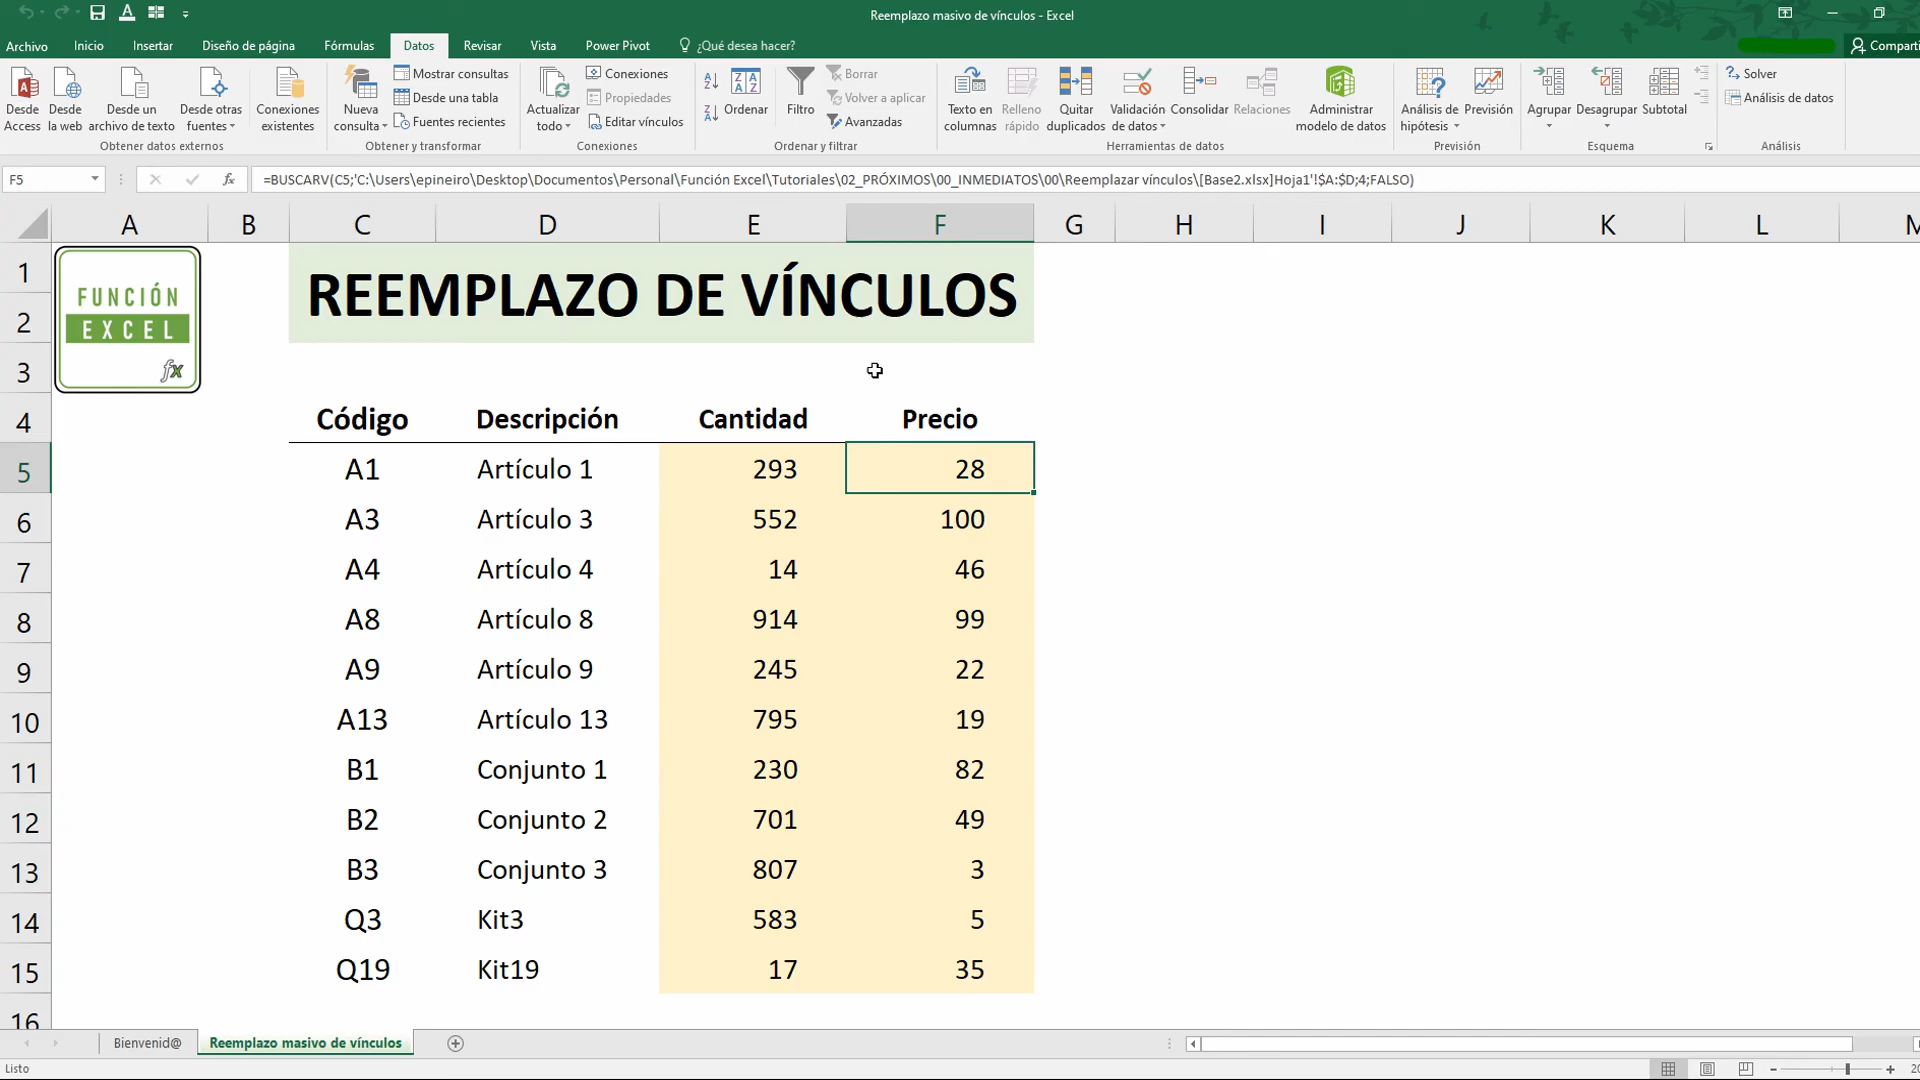 Reemplazo masivo de vínculos - Excel
Archivo Inicio Insertar Diseño de página Fórmulas Datos Revisar Vista Power Pivot ¿Qué desea hacer? Comparti
Desde Access
Desde la web
Desde un archivo de texto
Desde otras fuentes
Conexiones existentes
Obtener datos externos
Nueva consulta
Mostrar consultas
Desde una tabla
Fuentes recientes
Obtener y transformar
Actualizar todo
Conexiones
Propiedades
Editar vínculos
Conexiones
Ordenar
Filtro
Borrar
Volver a aplicar
Avanzadas
Ordenar y filtrar
Texto en columnas
Relleno rápido
Quitar duplicados
Validación de datos
Consolidar
Relaciones
Administrar modelo de datos
Herramientas de datos
Análisis de hipótesis
Previsión
Previsión
Agrupar
Desagrupar
Subtotal
Esquema
Solver
Análisis de datos
Análisis
F5 fx =BUSCARV(C5;'C:\Users\epineiro\Desktop\Documentos\Personal\Función Excel\Tutoriales\02_PRÓXIMOS\00_INMEDIATOS\00\Reemplazar vínculos\[Base2.xlsx]Hoja1'!$A:$D;4;FALSO)
A B C D E F G H I J K L M
FUNCIÓN
EXCEL
fx
1
2
REEMPLAZO DE VÍNCULOS
3
4 Código Descripción Cantidad Precio
5 A1 Artículo 1 293 28
6 A3 Artículo 3 552 100
7 A4 Artículo 4 14 46
8 A8 Artículo 8 914 99
9 A9 Artículo 9 245 22
10 A13 Artículo 13 795 19
11 B1 Conjunto 1 230 82
12 B2 Conjunto 2 701 49
13 B3 Conjunto 3 807 3
14 Q3 Kit3 583 5
15 Q19 Kit19 17 35
16
Bienvenid@ Reemplazo masivo de vínculos
Listo 20